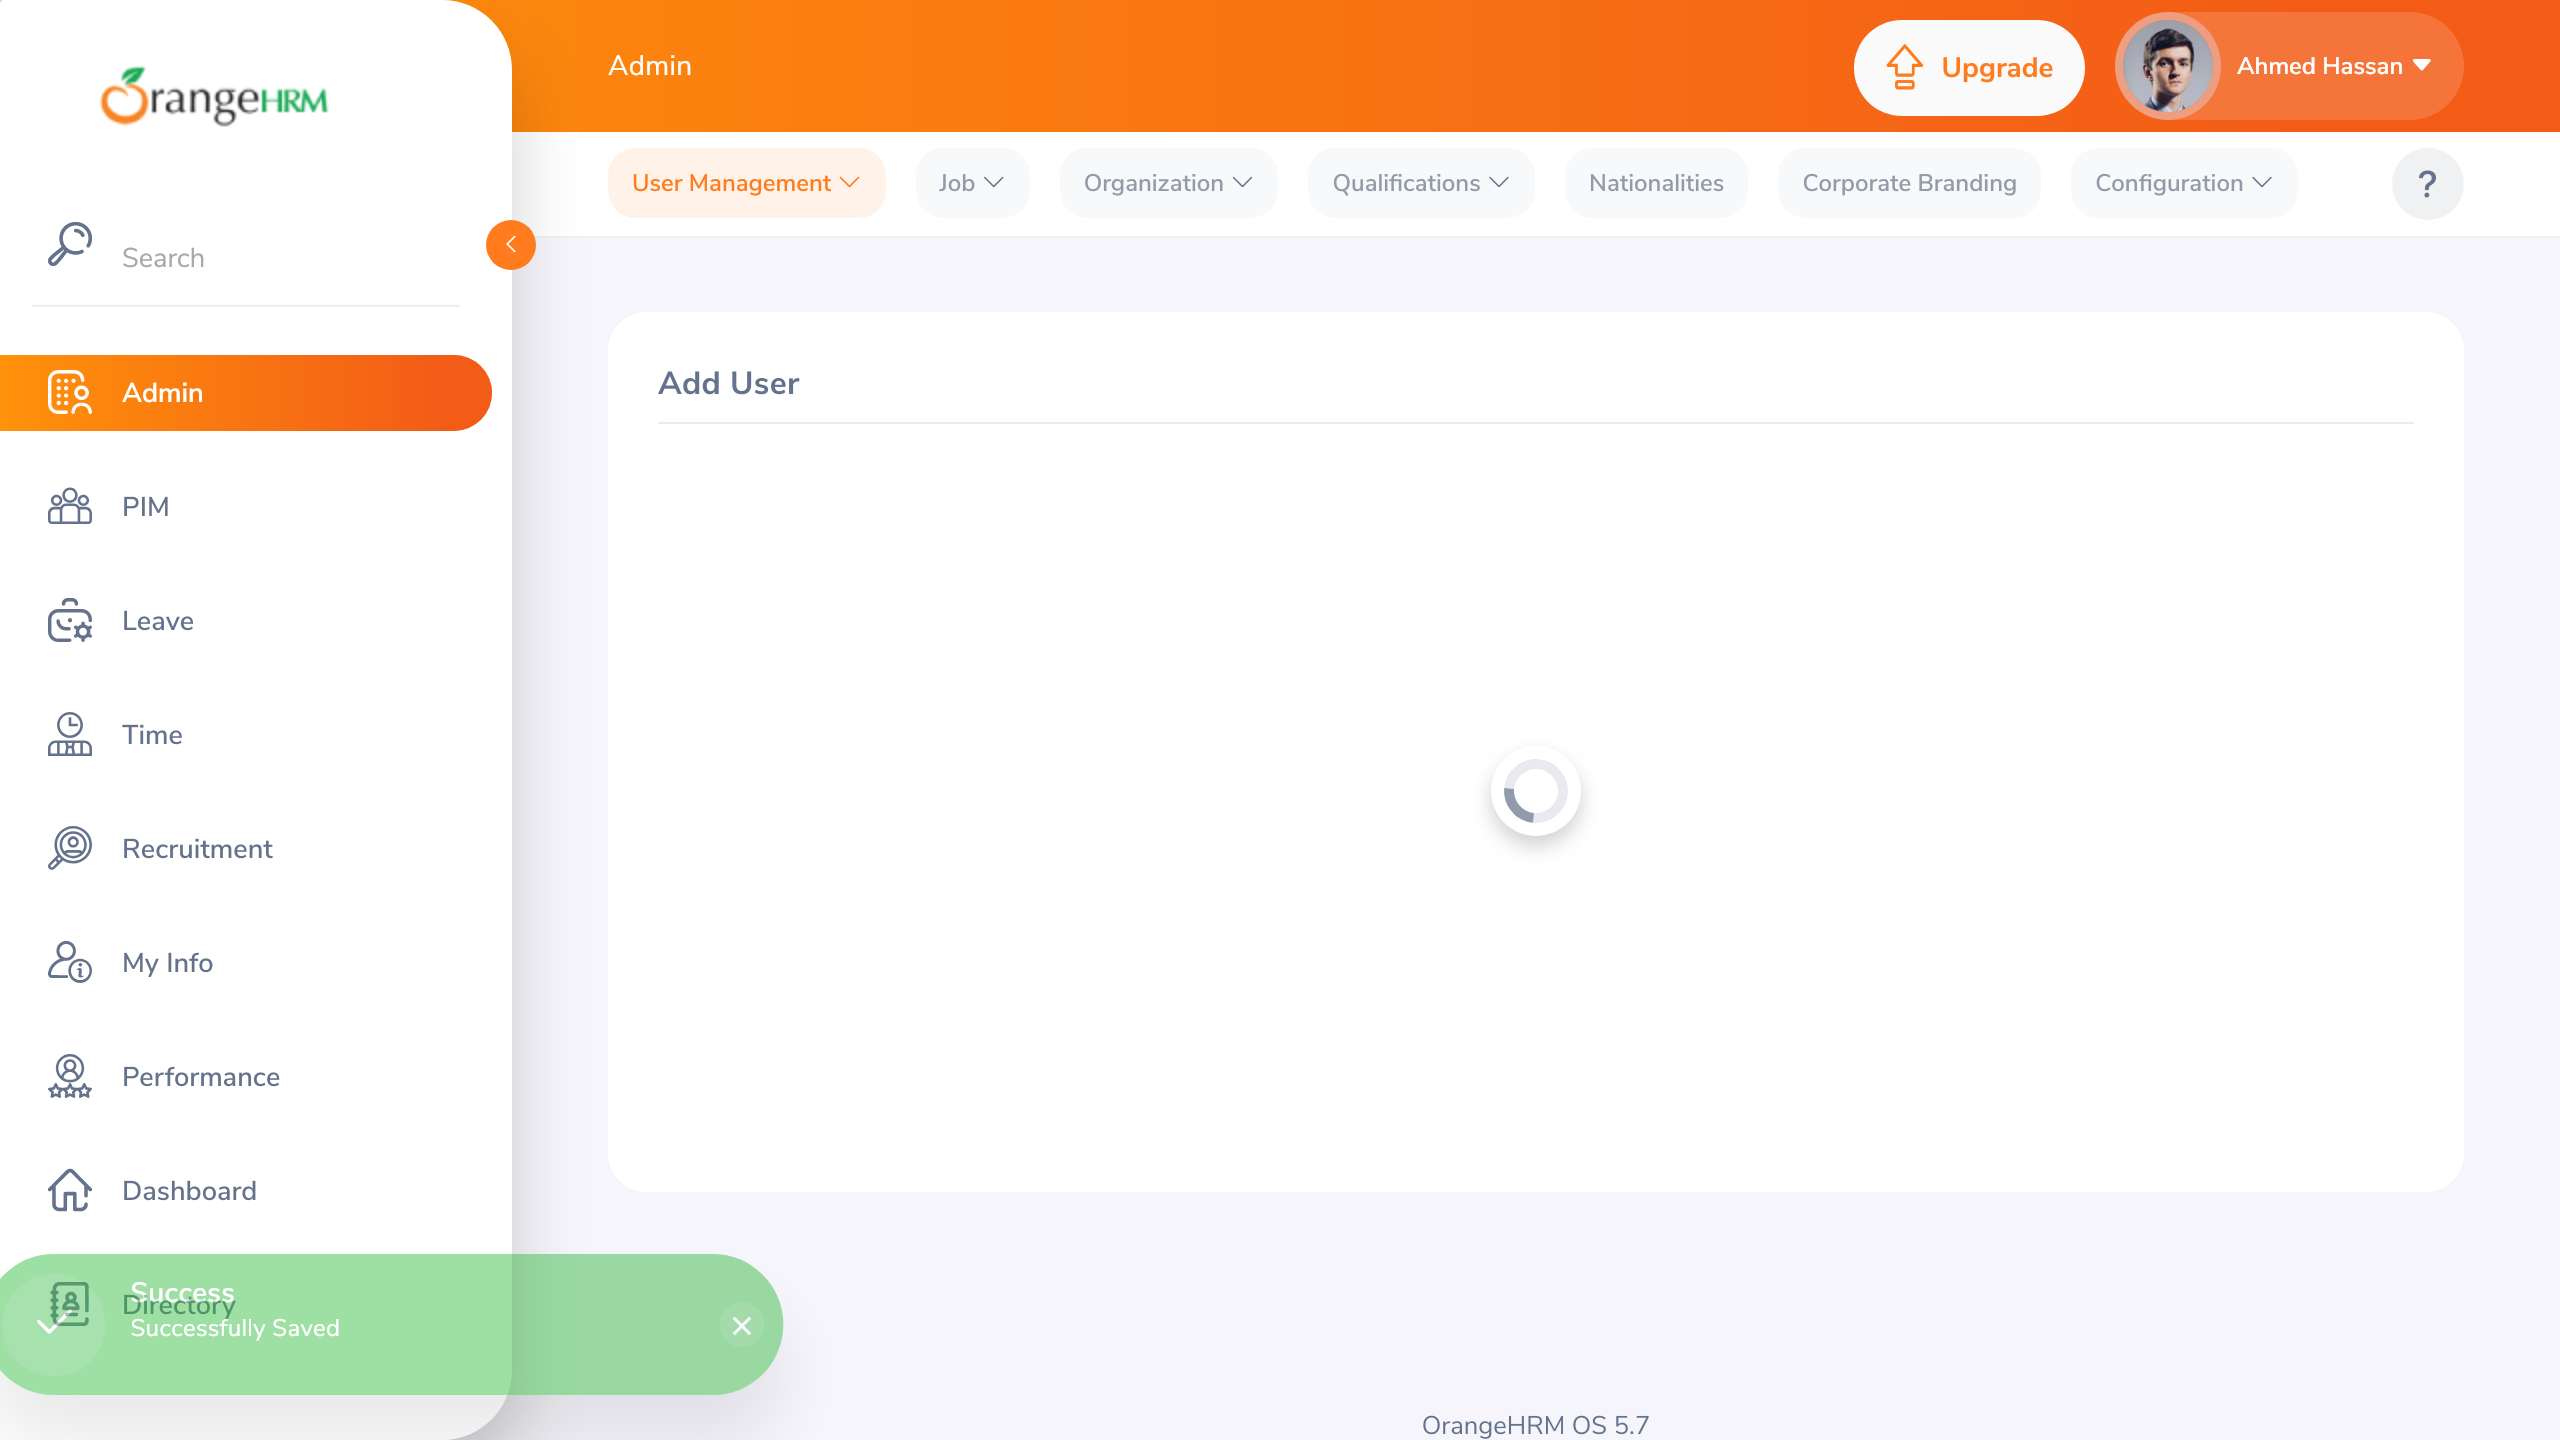 OrangeHRM
Admin
Upgrade
Ahmed Hassan
User Management
Job
Organization
Qualifications
Nationalities
Corporate Branding
Configuration
?
Search
Admin
PIM
Leave
Time
Recruitment
My Info
Performance
Dashboard
Directory
Add User
Success
Successfully Saved
OrangeHRM OS 5.7